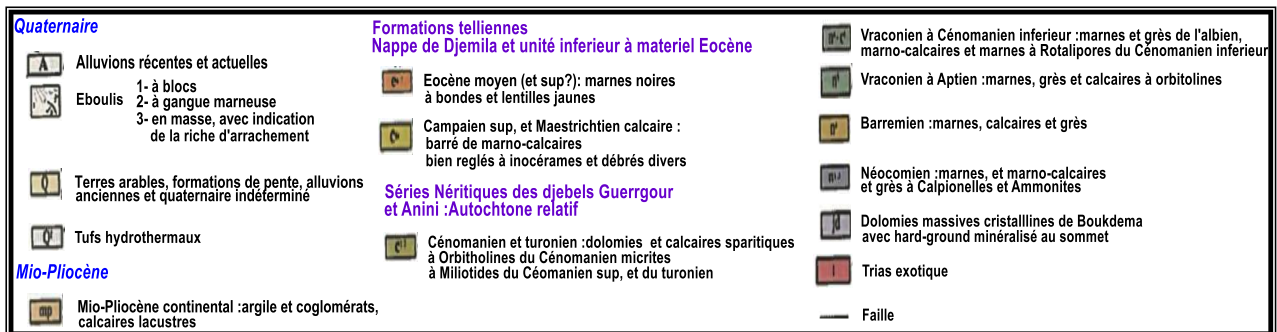 Quaternaire
A
Alluvions récentes et actuelles
Eboulis
1- à blocs
2- à gangue marneuse
3- en masse, avec indication
de la riche d'arrachement
Q
Terres arables, formations de pente, alluvions
anciennes et quaternaire indéterminé
Tufs hydrothermaux
Mio-Pliocène
mp
Mio-Pliocène continental :argile et coglomérats,
calcaires lacustres
Formations telliennes
Nappe de Djemila et unité inferieur à materiel Eocène
Eocène moyen (et sup?): marnes noires
à bondes et lentilles jaunes
Campaien sup, et Maestrichtien calcaire :
barré de marno-calcaires
bien reglés à inocérames et débrés divers
Séries Néritiques des djebels Guerrgour
et Anini :Autochtone relatif
Cénomanien et turonien :dolomies et calcaires sparitiques
à Orbitholines du Cénomanien micrites
à Miliotides du Céomanien sup, et du turonien
Vraconien à Cénomanien inferieur :marnes et grès de l'albien,
marno-calcaires et marnes à Rotalipores du Cénomanien inferieur
Vraconien à Aptien :marnes, grès et calcaires à orbitolines
Barremien :marnes, calcaires et grès
Néocomien :marnes, et marno-calcaires
et grès à Calpionelles et Ammonites
Dolomies massives cristalllines de Boukdema
avec hard-ground minéralisé au sommet
Trias exotique
Faille